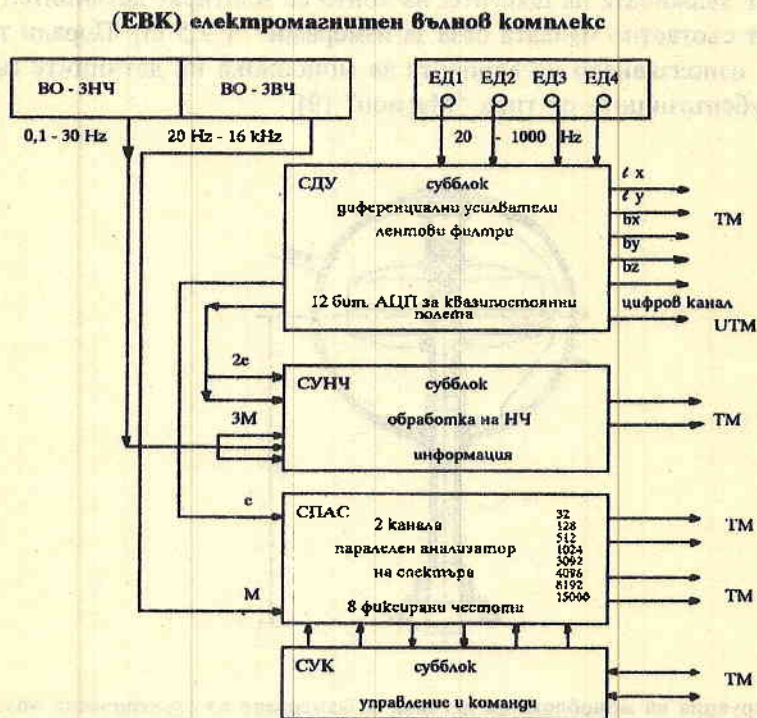 (ЕВК) електромагнитен вълнов комплекс
ВО - 3НЧ
ВО - 3ВЧ
ЕД1 ЕД2 ЕД3 ЕД4
0,1 - 30 Hz
20 Hz - 16 kHz
20 - 1000 Hz
СДУ
субблок
диференциални усилватели
лентови филтри
12 бит. АЦП за квазипостоянни
полета
ℓ x
ℓ y
bx
by
bz
ТМ
цифров канал
UTM
2e
3М
СУНЧ
субблок
обработка на НЧ
информация
ТМ
e
М
СПАС
2 канала
паралелен анализатор
на спектъра
8 фиксирани честоти
32
128
512
1024
3092
4096
8192
15000
ТМ
ТМ
СУК
субблок
управление и команди
ТМ